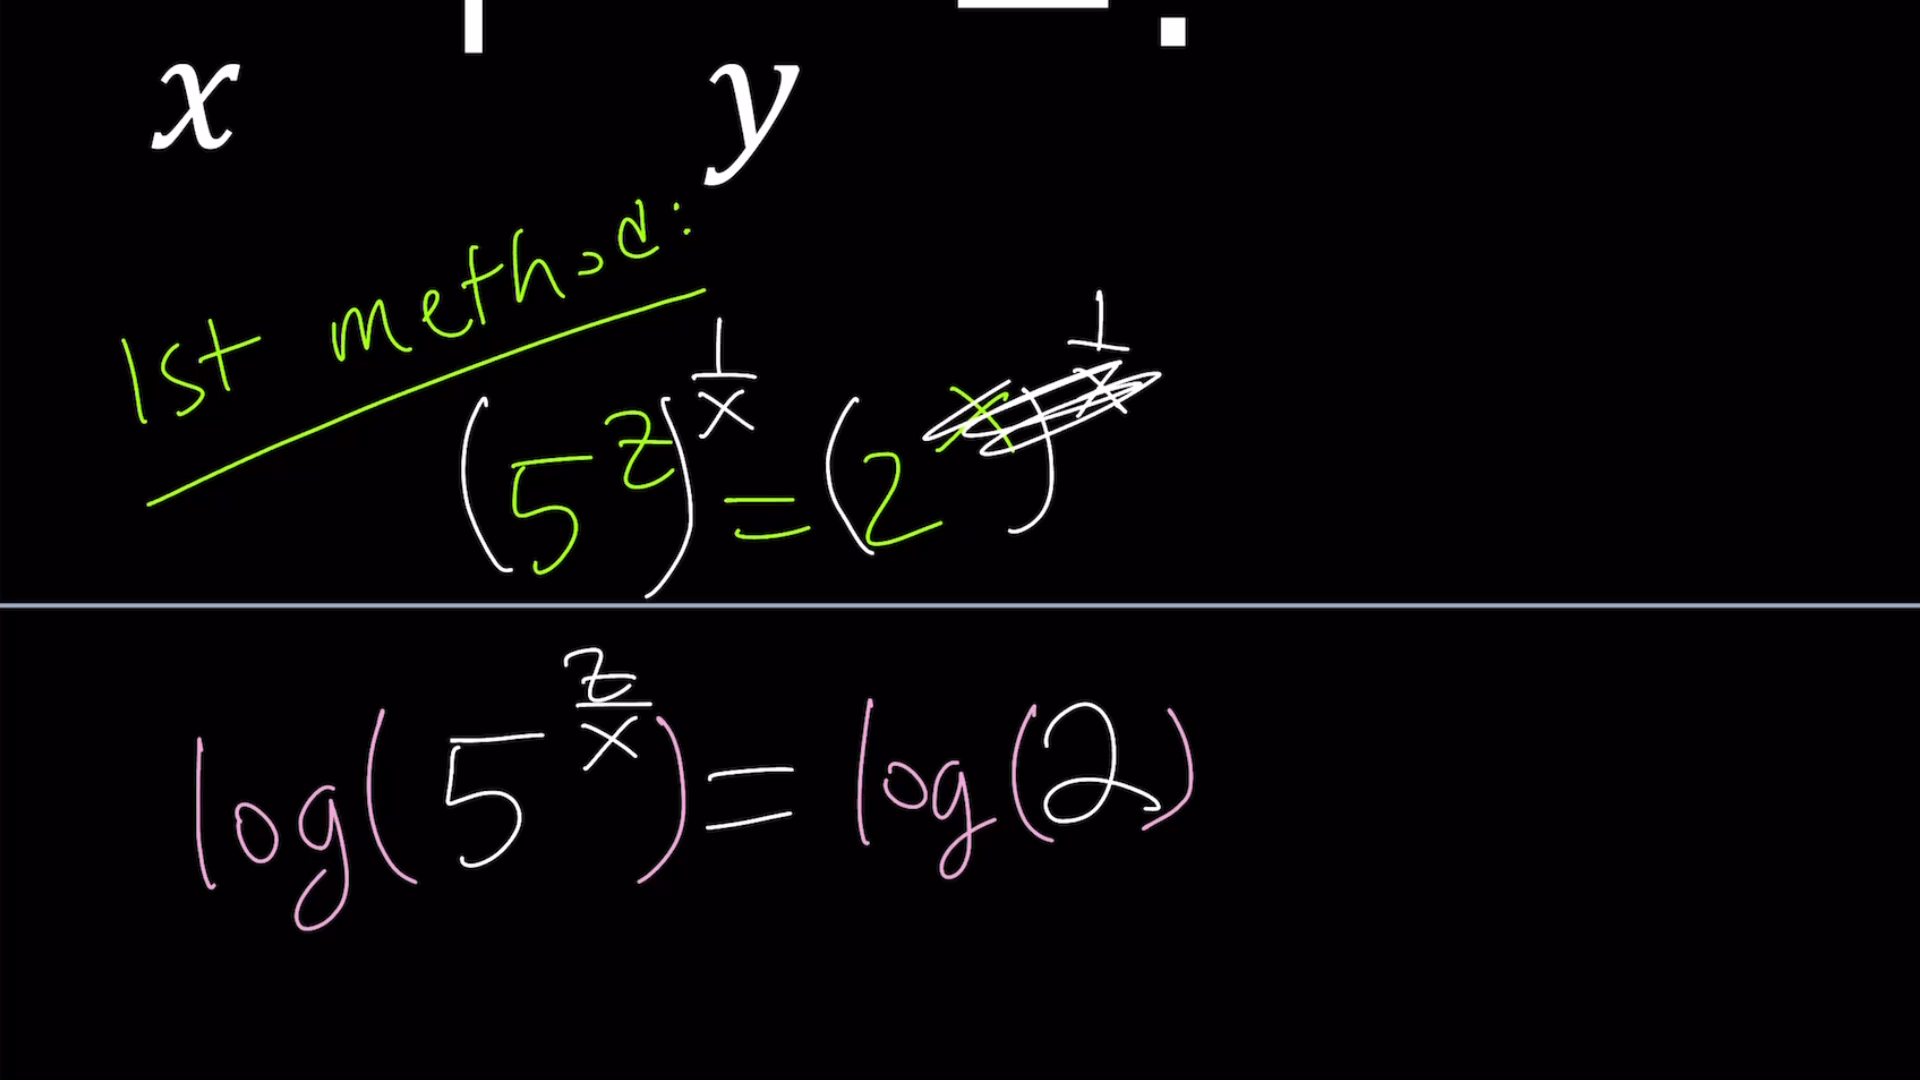 x y .
1st method:
(5^z)^(1/x) = (2^x)^(1/x)
log(5^(z/x)) = log(2)